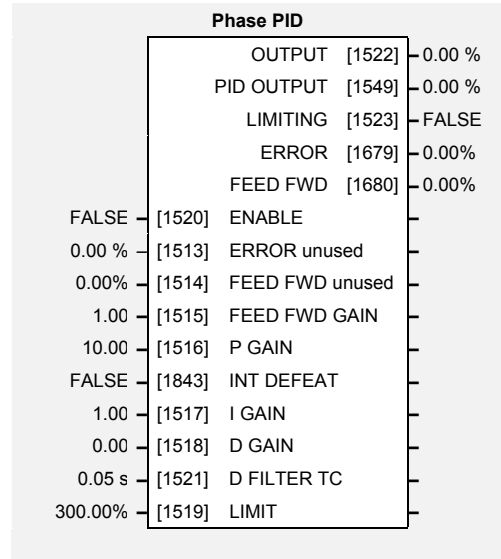 Phase PID
OUTPUT [1522] 0.00 %
PID OUTPUT [1549] 0.00 %
LIMITING [1523] FALSE
ERROR [1679] 0.00%
FEED FWD [1680] 0.00%
FALSE [1520] ENABLE
0.00 % [1513] ERROR unused
0.00% [1514] FEED FWD unused
1.00 [1515] FEED FWD GAIN
10.00 [1516] P GAIN
FALSE [1843] INT DEFEAT
1.00 [1517] I GAIN
0.00 [1518] D GAIN
0.05 s [1521] D FILTER TC
300.00% [1519] LIMIT